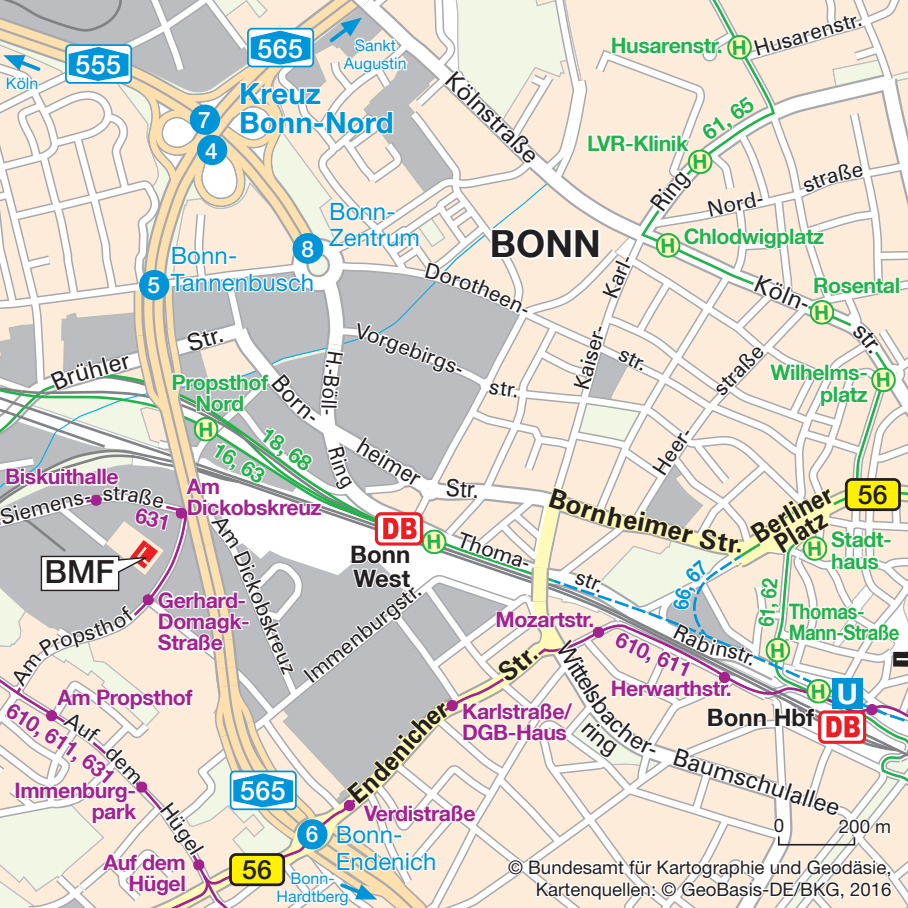 555
565
Köln
Sankt
Augustin
Kreuz
Bonn-Nord
7
4
Kölnstraße
Husarenstr.
H
Husarenstr.
61, 65
LVR-Klinik
H
Ring
Nord-
straße
Bonn-
Zentrum
8
BONN
H
Chlodwigplatz
Bonn-
Tannenbusch
5
Dorotheen-
str.
Karl-
Kaiser-
Köln-
str.
Rosental
H
Brühler
Str.
Vorgebirgs-
str.
H.-Böll-
Ring
Heer-
straße
Wilhelms-
platz
H
Propsthof
Nord
H
Born-
heimer
Str.
18, 68
16, 63
Biskuithalle
Siemens-
straße
631
Am
Dickobskreuz
Am Dickobskreuz
BMF
DB
Bonn
West
H
Thoma-
str.
Bornheimer Str.
Berliner
Platz
56
H
Stadt-
haus
66, 67
61, 62
Thomas-
Mann-Straße
H
Gerhard-
Domagk-
Straße
Am Propsthof
Immenburgstr.
Mozartstr.
610, 611
Rabinstr.
Herwarthstr.
H
U
Bonn Hbf
DB
Am Propsthof
610, 611, 631
Auf dem
Hügel
Immenburg-
park
Auf dem
Hügel
Endenicher
Str.
Karlstraße/
DGB-Haus
Wittelsbacher-
ring
Baumschulallee
565
Verdistraße
6
Bonn-
Endenich
56
Bonn-
Hardtberg
0
200 m
© Bundesamt für Kartographie und Geodäsie,
Kartenquellen: © GeoBasis-DE/BKG, 2016